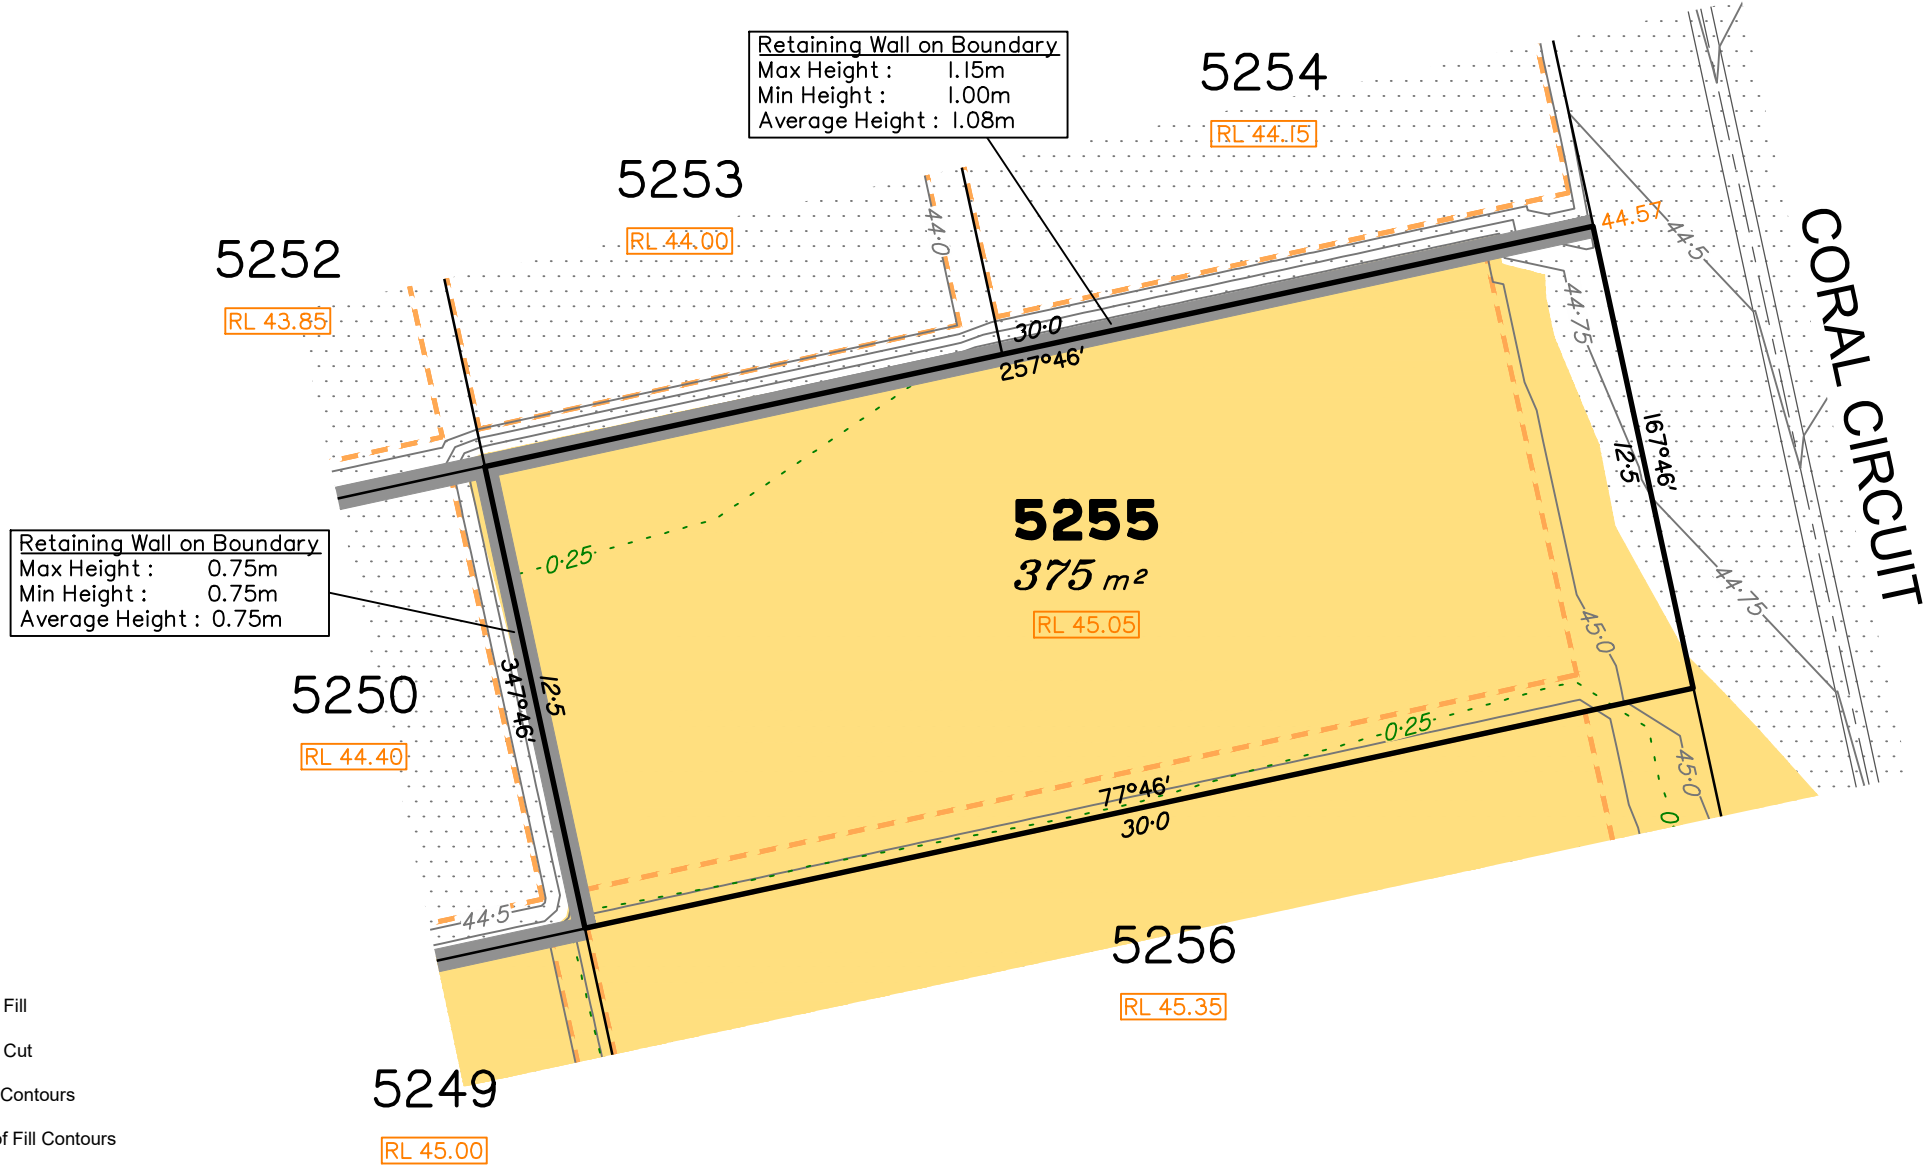 Retaining Wall on Boundary
Max Height : 1.15m
Min Height : 1.00m
Average Height : 1.08m
5254
RL 44.15
5253
RL 44.00
5252
RL 43.85
44·0
44.57
44·5
CORAL CIRCUIT
30·0
257°46'
44·75
167°46'
12·5
5255
375 m²
RL 45.05
0·25
Retaining Wall on Boundary
Max Height : 0.75m
Min Height : 0.75m
Average Height : 0.75m
5250
RL 44.40
347°46'
12·5
44·75
45·0
0·25
45·0
77°46'
30·0
0
44·5
5256
RL 45.35
Fill
Cut
Contours
of Fill Contours
5249
RL 45.00